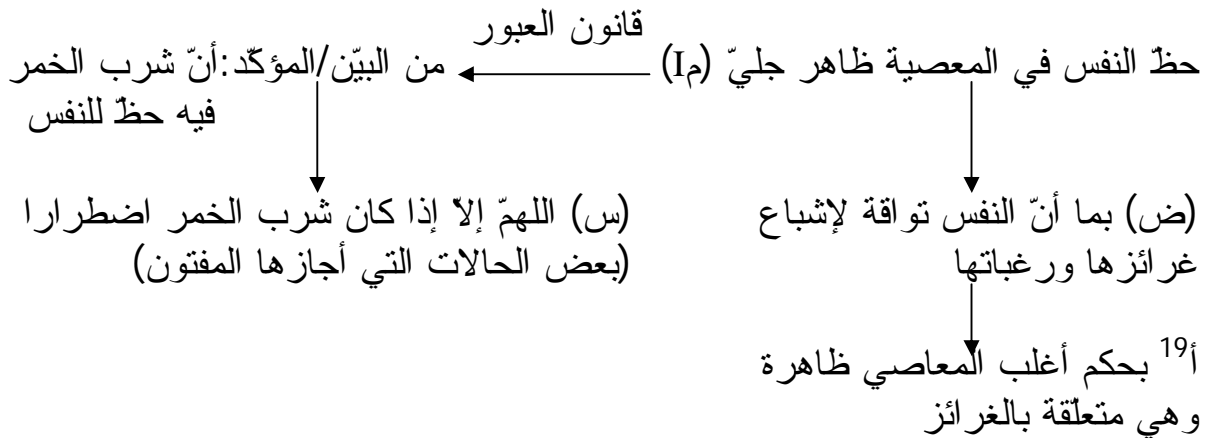 قانون العبور
حظّ النفس في المعصية ظاهر جليّ (مI)
من البيّن/المؤكّد:أنّ شرب الخمر
فيه حظّ للنفس
(ض) بما أنّ النفس تواقة لإشباع
غرائزها ورغباتها
(س) اللهمّ إلاّ إذا كان شرب الخمر اضطرارا
(بعض الحالات التي أجازها المفتون)
أ19 بحكم أغلب المعاصي ظاهرة
وهي متعلّقة بالغرائز